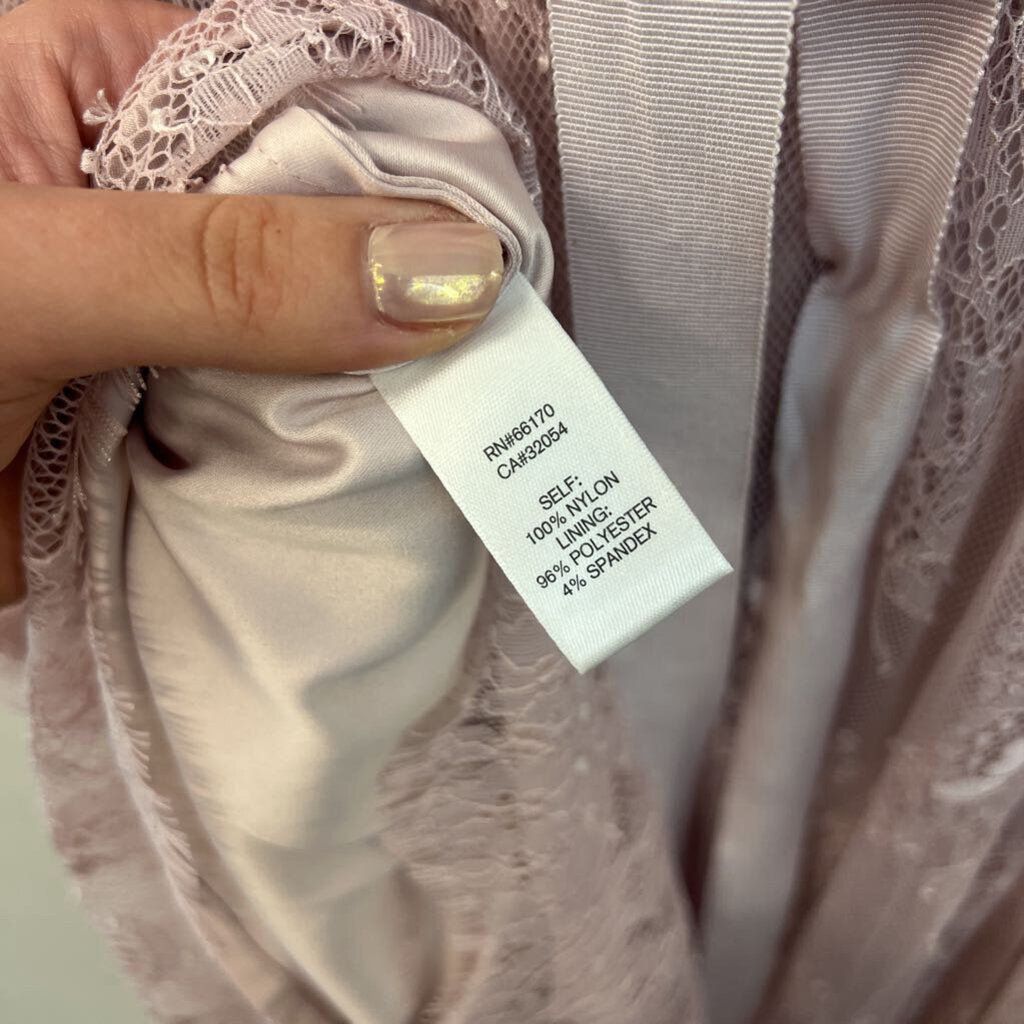 RN#66170
CA#32054
SELF:
100% NYLON
LINING:
96% POLYESTER
4% SPANDEX